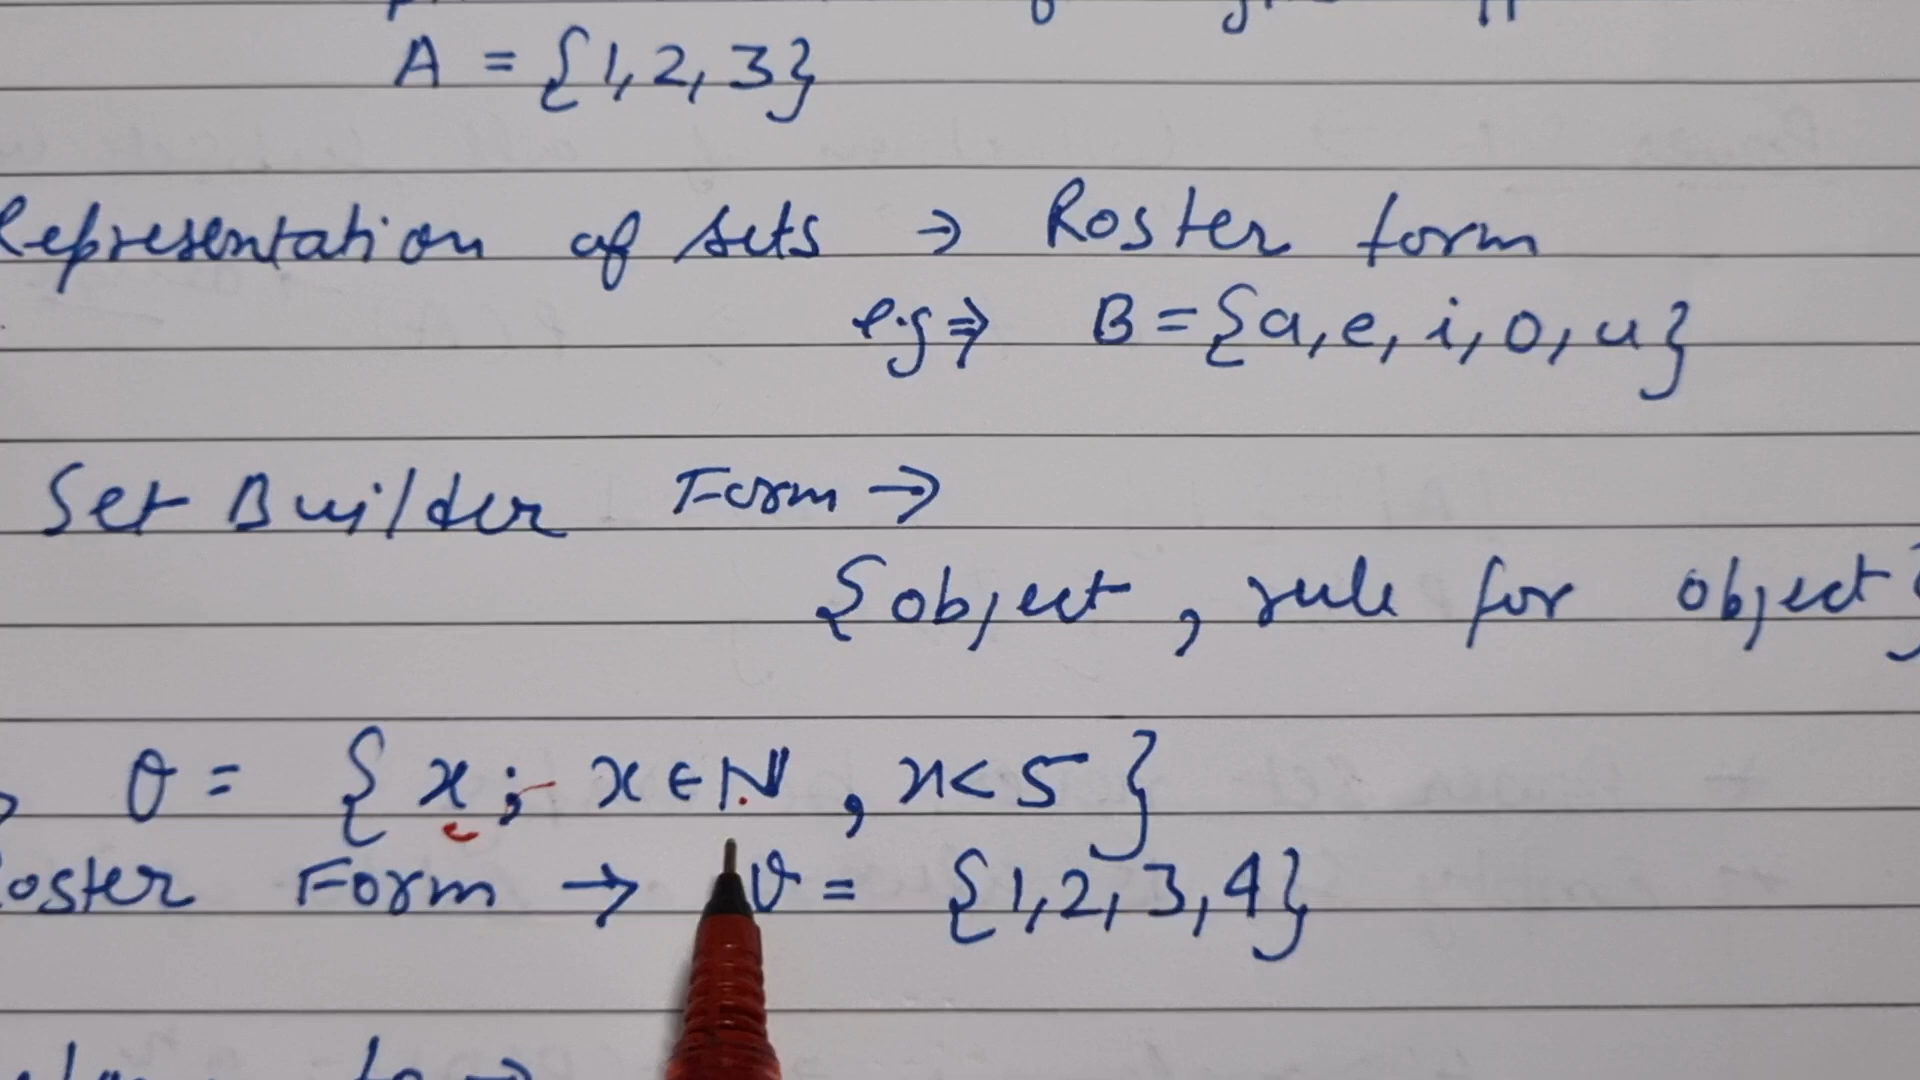 A = {1, 2, 3}
Representation of sets → Roster form
e.g ⇒ B = {a, e, i, o, u}
Set Builder Form →
{object, rule for object}
= { x ; x ∈ N , x < 5 }
Roster Form → = {1, 2, 3, 4}